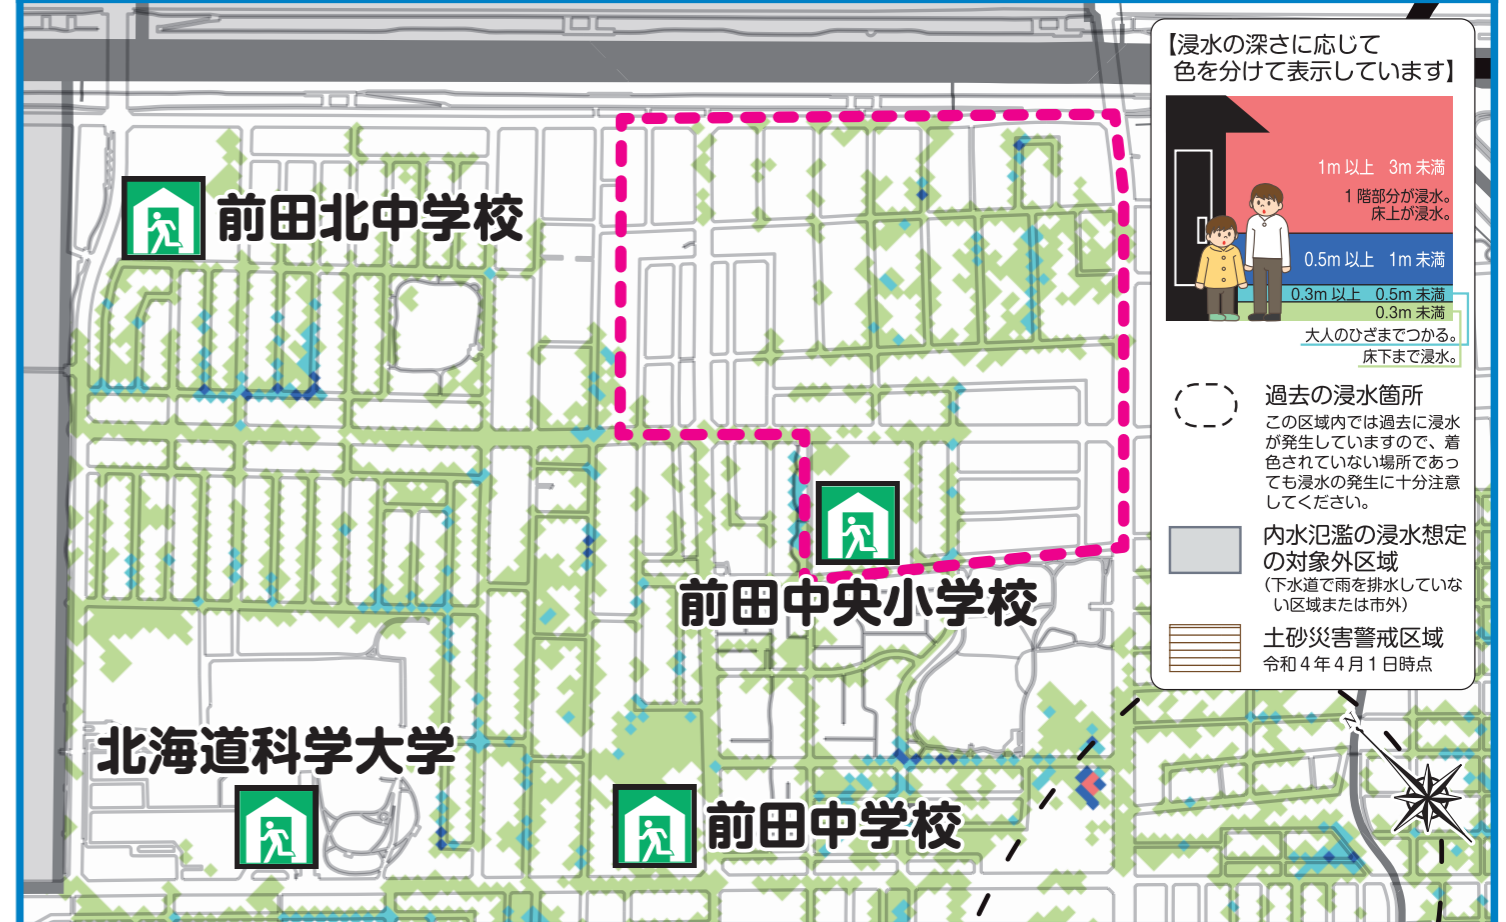 【浸水の深さに応じて
色を分けて表示しています】
1m 以上 3m 未満
1 階部分が浸水。
床上が浸水。
0.5m 以上 1m 未満
0.3m 以上 0.5m 未満
0.3m 未満
大人のひざまでつかる。
床下まで浸水。
過去の浸水箇所
この区域内では過去に浸水
が発生していますので、着
色されていない場所であっ
ても浸水の発生に十分注意
してください。
内水氾濫の浸水想定
の対象外区域
(下水道で雨を排水していな
い区域または市外)
土砂災害警戒区域
令和4年4月1日時点
前田北中学校
前田中央小学校
北海道科学大学
前田中学校
N